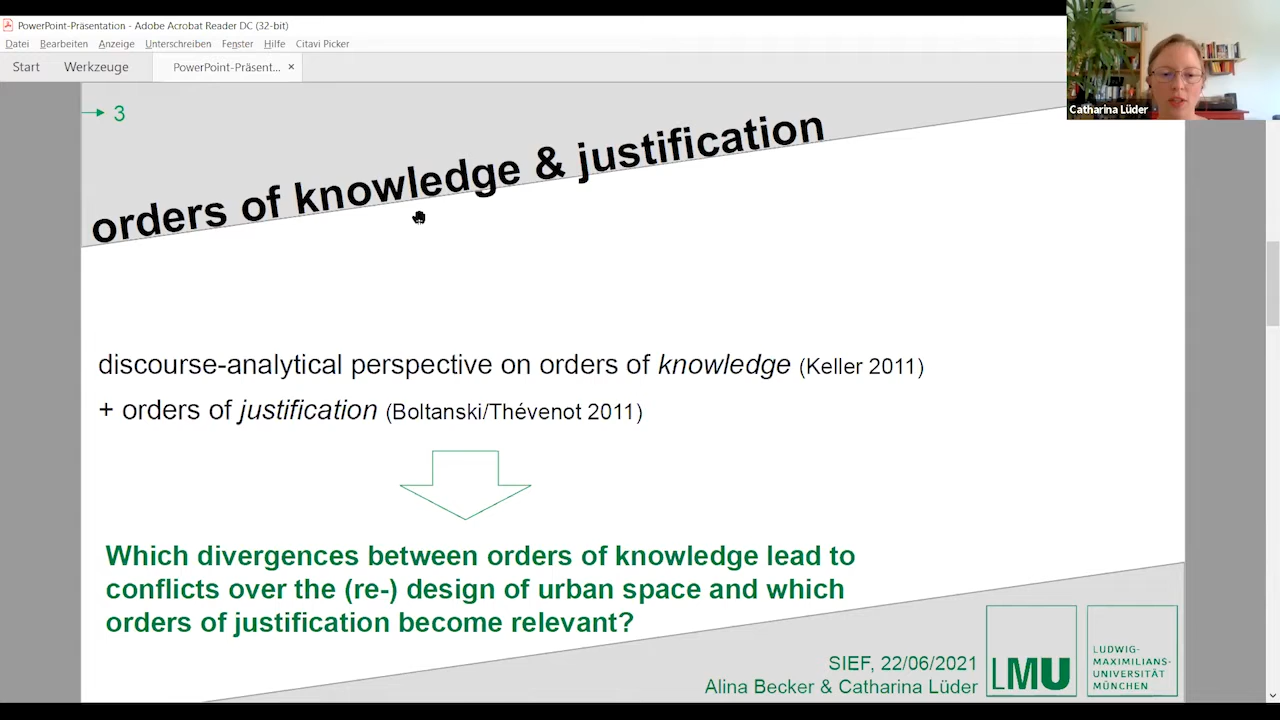 PowerPoint-Präsentation - Adobe Acrobat Reader DC (32-bit)
Datei Bearbeiten Anzeige Unterschreiben Fenster Hilfe Citavi Picker
Start Werkzeuge PowerPoint-Präsent... ×
Catharina Lüder
3
orders of knowledge & justification
discourse-analytical perspective on orders of knowledge (Keller 2011)
+ orders of justification (Boltanski/Thévenot 2011)
Which divergences between orders of knowledge lead to
conflicts over the (re-) design of urban space and which
orders of justification become relevant?
SIEF, 22/06/2021
Alina Becker & Catharina Lüder
LMU
LUDWIG-
MAXIMILIANS-
UNIVERSITÄT
MÜNCHEN